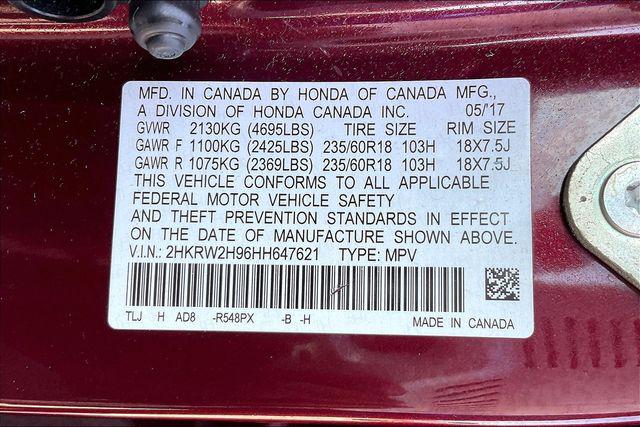 MFD. IN CANADA BY HONDA OF CANADA MFG.,
A DIVISION OF HONDA CANADA INC. 05/'17
GVWR 2130KG (4695LBS) TIRE SIZE RIM SIZE
GAWR F 1100KG (2425LBS) 235/60R18 103H 18X7.5J
GAWR R 1075KG (2369LBS) 235/60R18 103H 18X7.5J
THIS VEHICLE CONFORMS TO ALL APPLICABLE
FEDERAL MOTOR VEHICLE SAFETY
AND THEFT PREVENTION STANDARDS IN EFFECT
ON THE DATE OF MANUFACTURE SHOWN ABOVE.
V.I.N.: 2HKRW2H96HH647621 TYPE: MPV
TLJ H AD8 -R548PX -B -H MADE IN CANADA